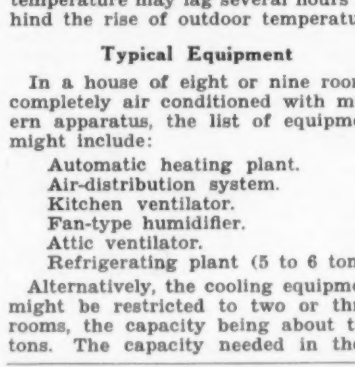 temperature may lag several hours
hind the rise of outdoor temperatu
Typical Equipment
In a house of eight or nine roo
completely air conditioned with m
ern apparatus, the list of equipme
might include:
Automatic heating plant.
Air-distribution system.
Kitchen ventilator.
Fan-type humidifier.
Attic ventilator.
Refrigerating plant (5 to 6 ton
Alternatively, the cooling equipme
might be restricted to two or th
rooms, the capacity being about t
tons. The capacity needed in the